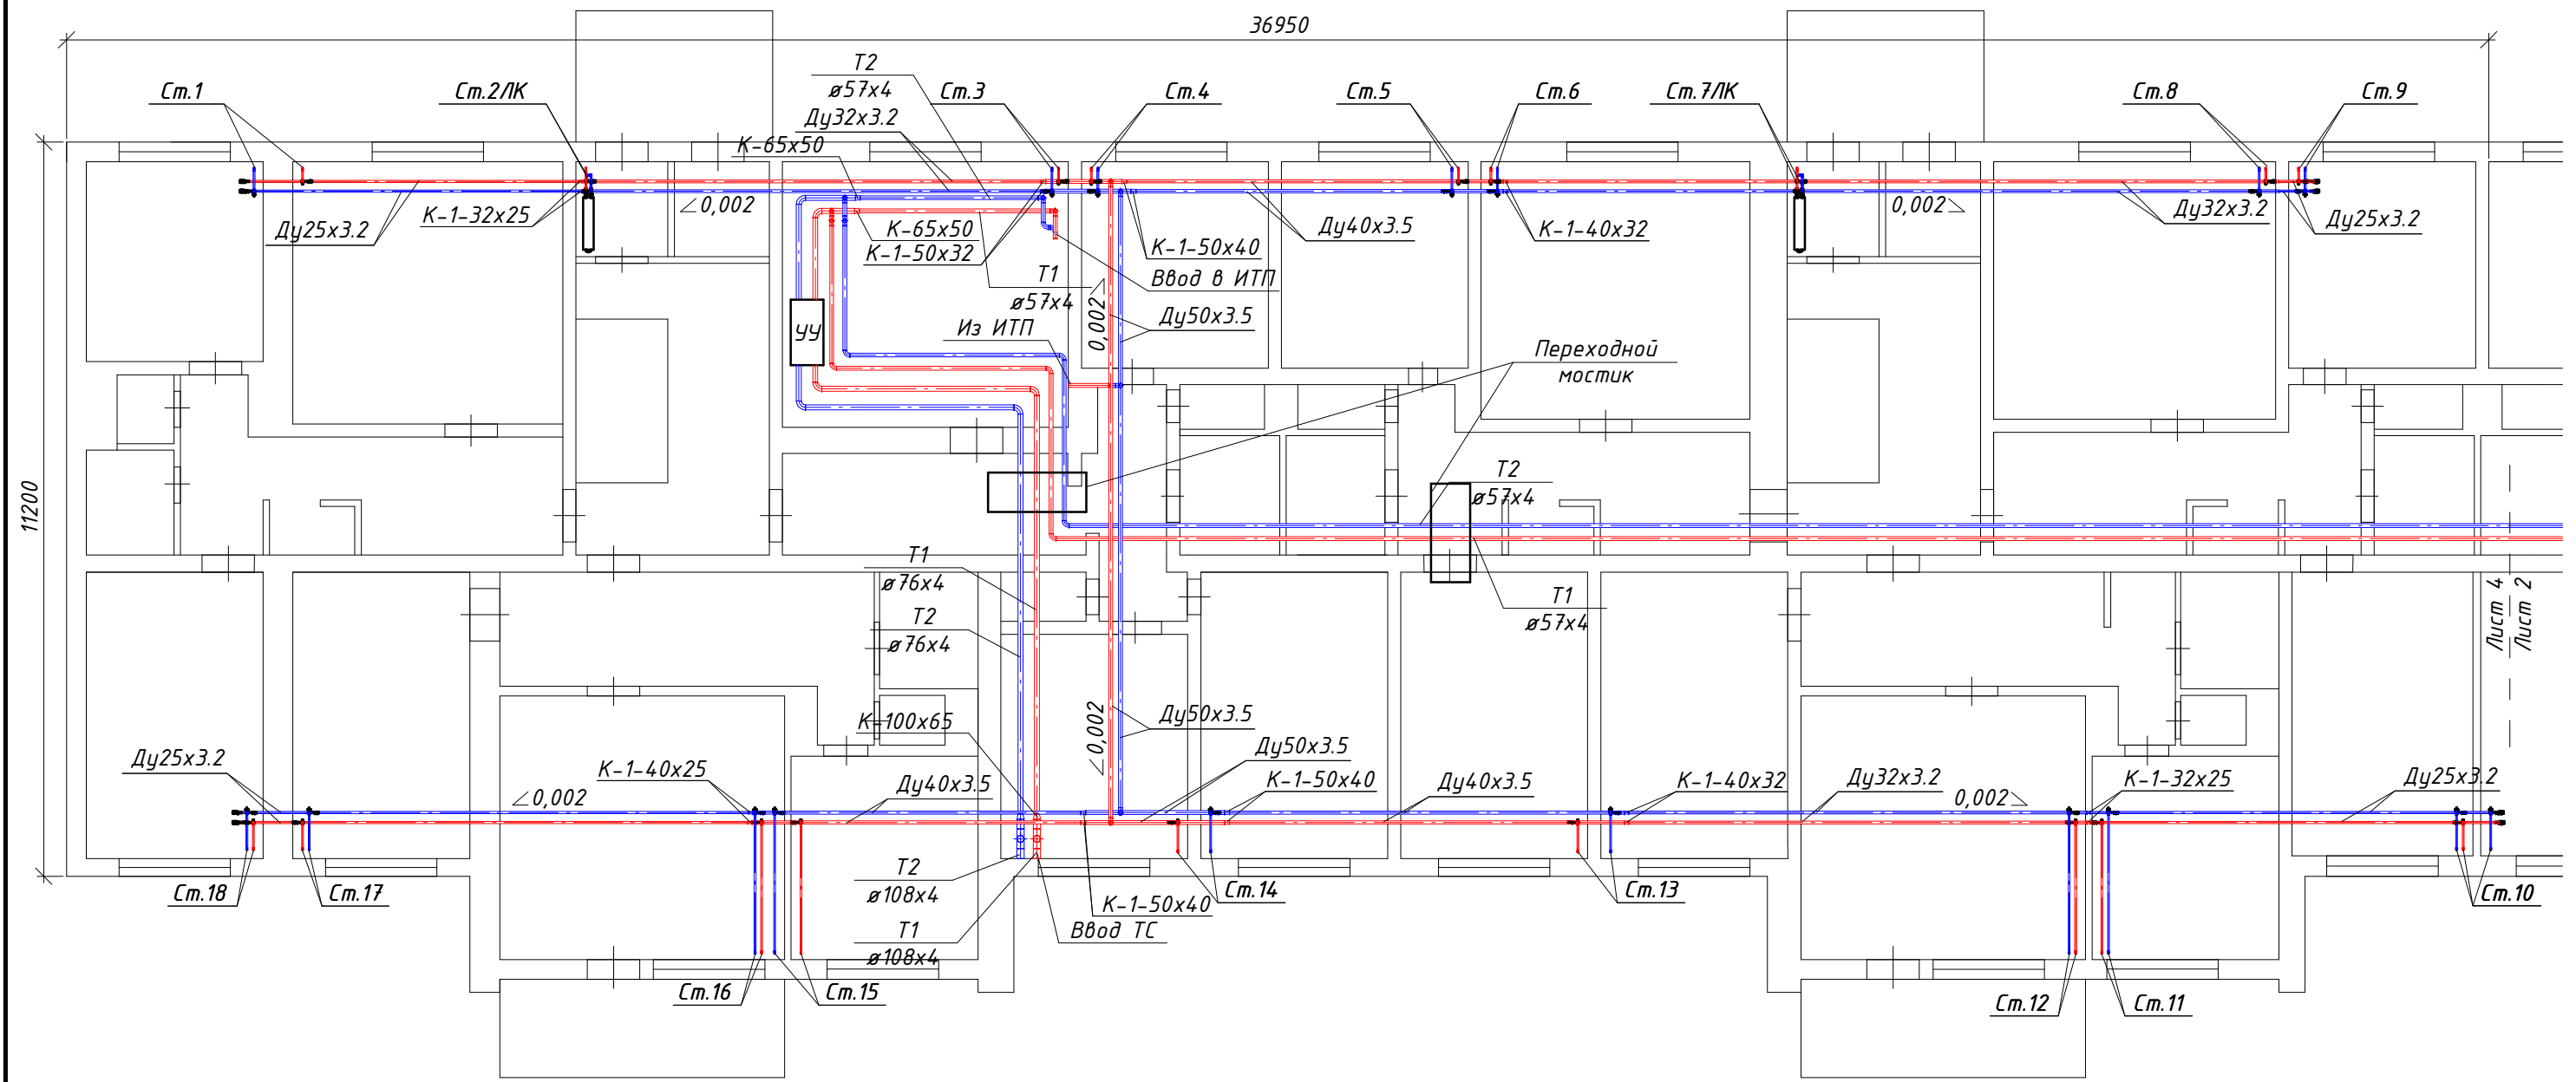 36950
Т2
ø57х4
Ст.1
Ст.2/ЛК
Ст.3
Ст.4
Ст.5
Ст.6
Ст.7/ЛК
Ст.8
Ст.9
Ду32х3.2
К-65х50
Ду25х3.2
К-1-32х25
0,002
К-65х50
К-1-50х32
К-1-50х40
Ду40х3.5
К-1-40х32
0,002
Ду32х3.2
Ду25х3.2
Т1
ø57х4
Ввод в ИТП
0,002
Ду50х3.5
УУ
Из ИТП
Переходной
мостик
11200
Т2
ø57х4
Т1
ø76х4
Т2
ø76х4
Т1
ø57х4
Лист 4
Лист 2
К-100х65
0,002
Ду50х3.5
Ду25х3.2
К-1-40х25
0,002
Ду40х3.5
Ду50х3.5
К-1-50х40
Ду40х3.5
К-1-40х32
Ду32х3.2
0,002
К-1-32х25
Ду25х3.2
Ст.18
Ст.17
Т2
ø108х4
Т1
ø108х4
К-1-50х40
Ввод ТС
Ст.14
Ст.13
Ст.10
Ст.16
Ст.15
Ст.12
Ст.11